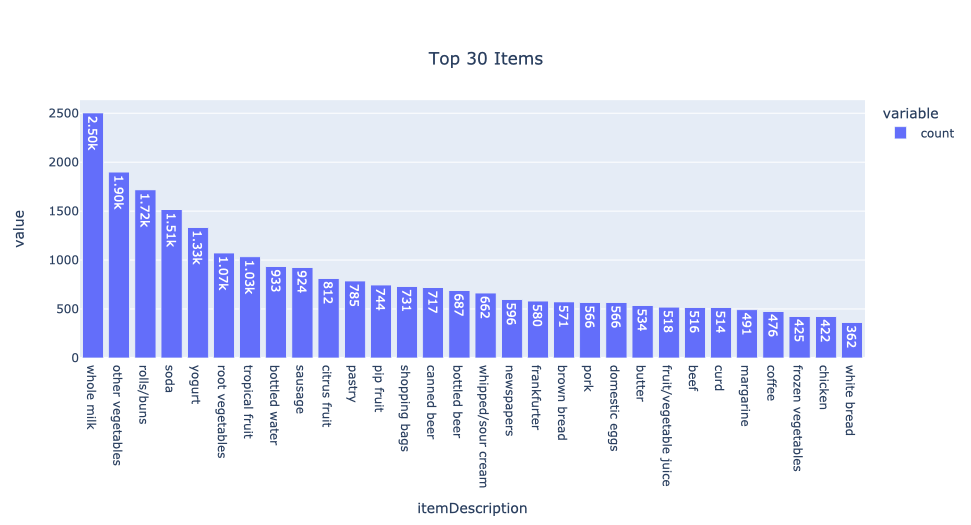 Top 30 Items
variable
count
value
2500
2000
1500
1000
500
0
2.50k
1.90k
1.72k
1.51k
1.33k
1.07k
1.03k
933
924
812
785
744
731
717
687
662
596
580
571
566
566
534
518
516
514
491
476
425
422
362
whole milk
other vegetables
rolls/buns
soda
yogurt
root vegetables
tropical fruit
bottled water
sausage
citrus fruit
pastry
pip fruit
shopping bags
canned beer
bottled beer
whipped/sour cream
newspapers
frankfurter
brown bread
pork
domestic eggs
butter
fruit/vegetable juice
beef
curd
margarine
coffee
frozen vegetables
chicken
white bread
itemDescription